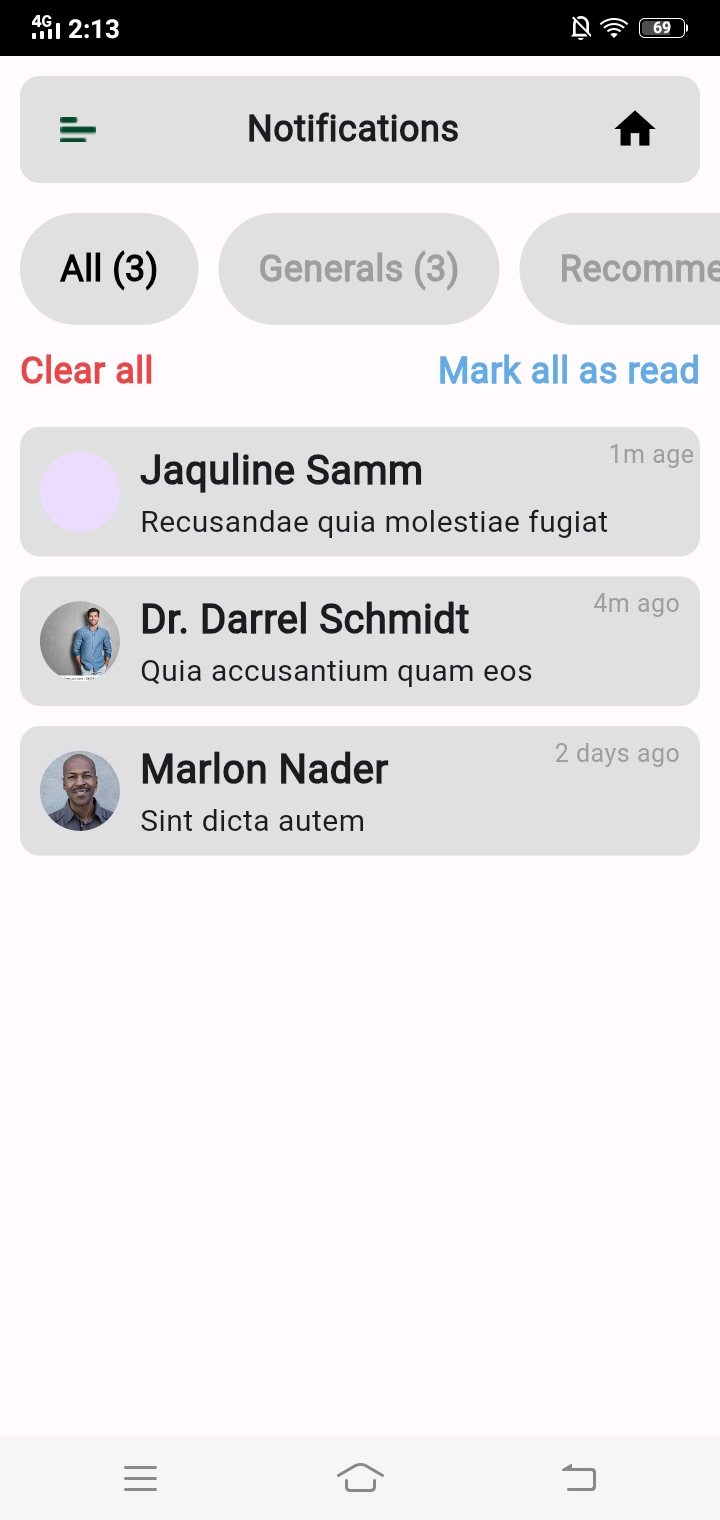 4G 2:13 69
Notifications
All (3) Generals (3) Recomme
Clear all Mark all as read
Jaquline Samm 1m age
Recusandae quia molestiae fugiat
Dr. Darrel Schmidt 4m ago
Quia accusantium quam eos
Marlon Nader 2 days ago
Sint dicta autem